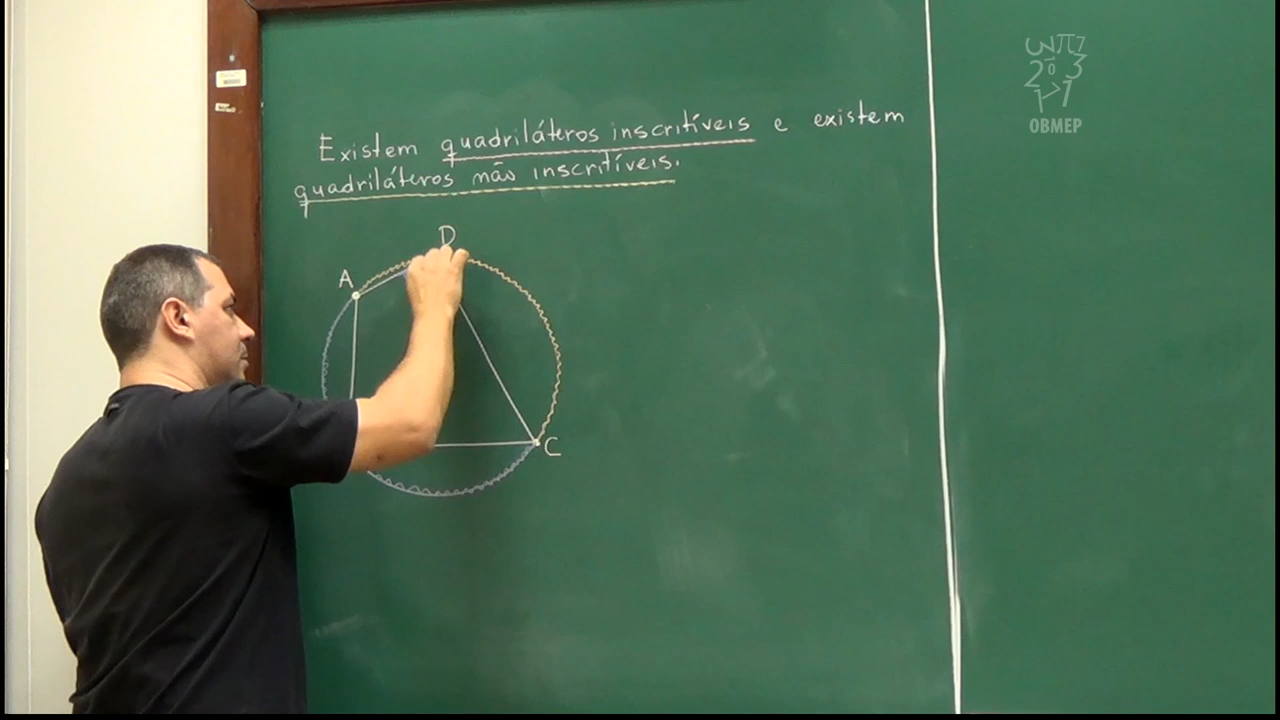 Existem quadriláteros inscritíveis e existem
quadriláteros não inscritíveis.
D
A
C
OBMEP